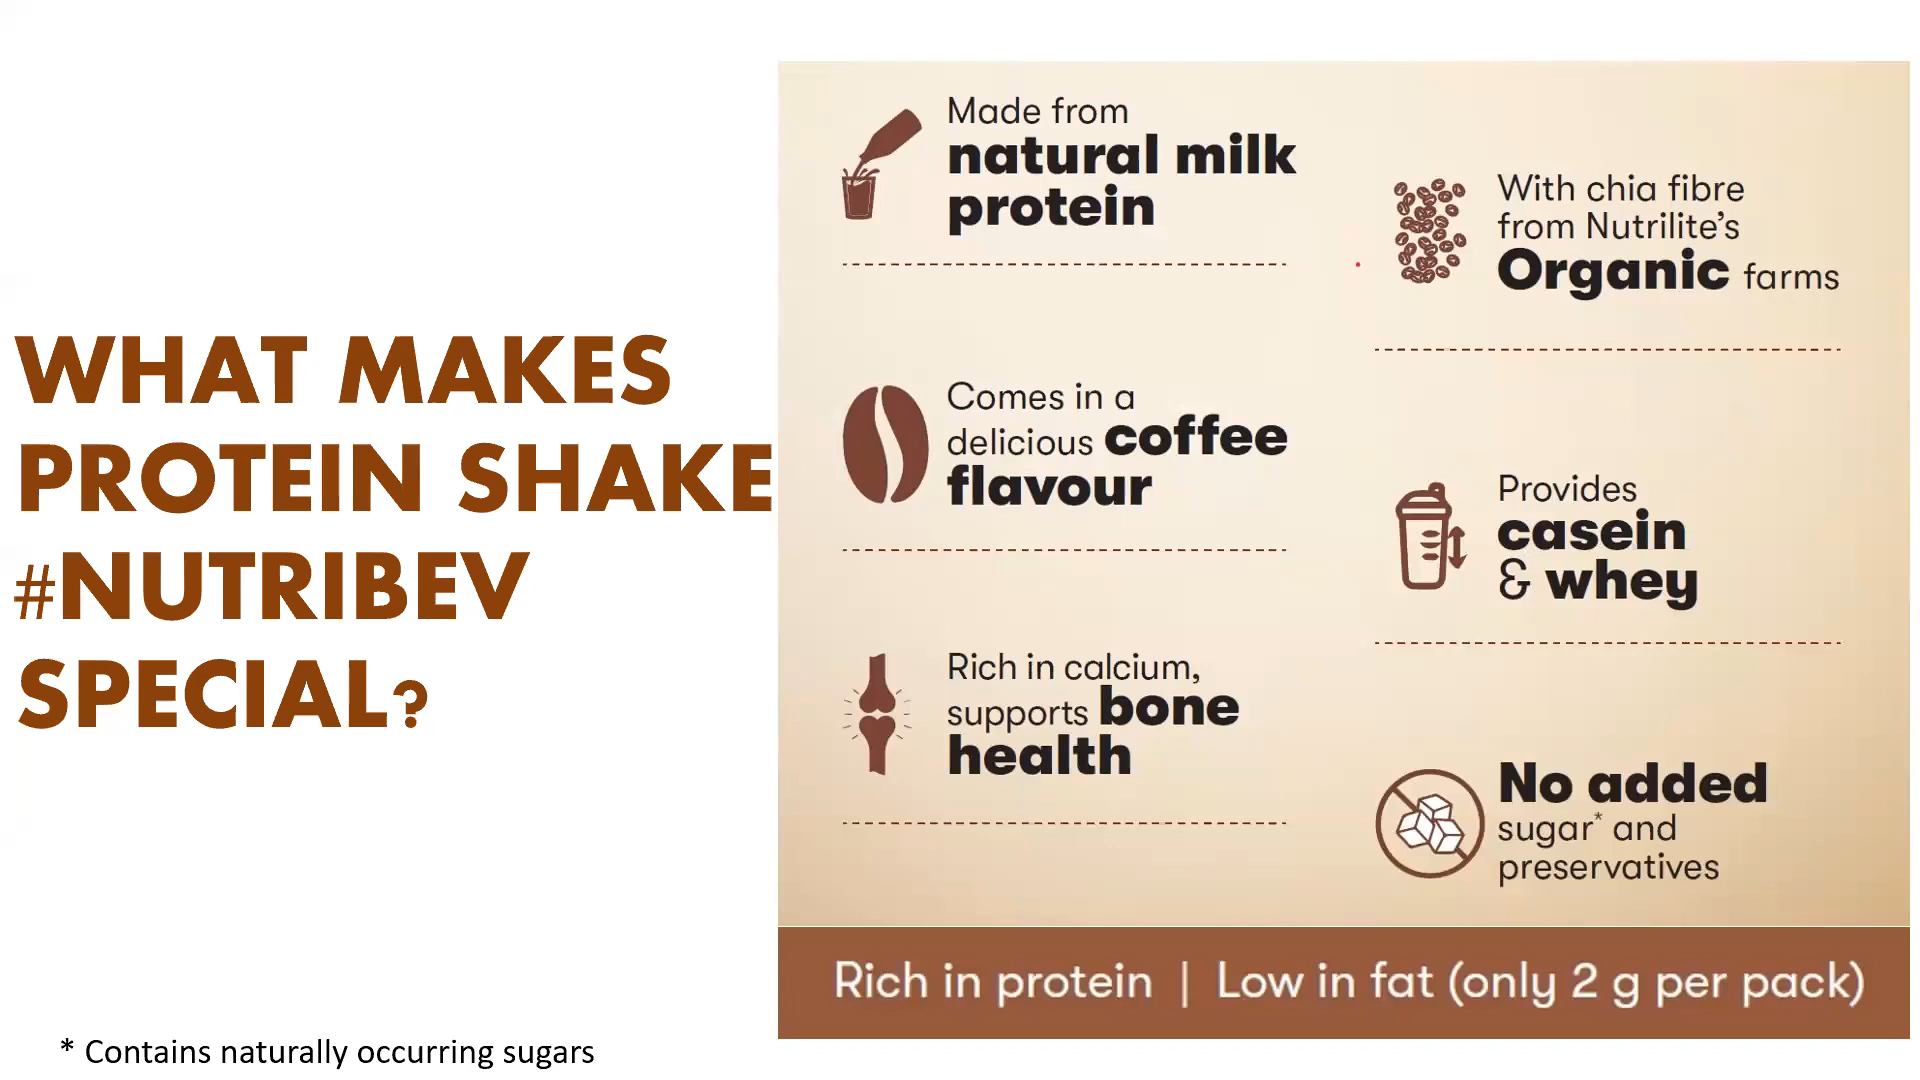 WHAT MAKES
PROTEIN SHAKE
#NUTRIBEV
SPECIAL?
* Contains naturally occurring sugars
Made from
natural milk
protein
Comes in a
delicious coffee
flavour
Rich in calcium,
supports bone
health
With chia fibre
from Nutrilite’s
Organic farms
Provides
casein
& whey
No added
sugar* and
preservatives
Rich in protein | Low in fat (only 2 g per pack)